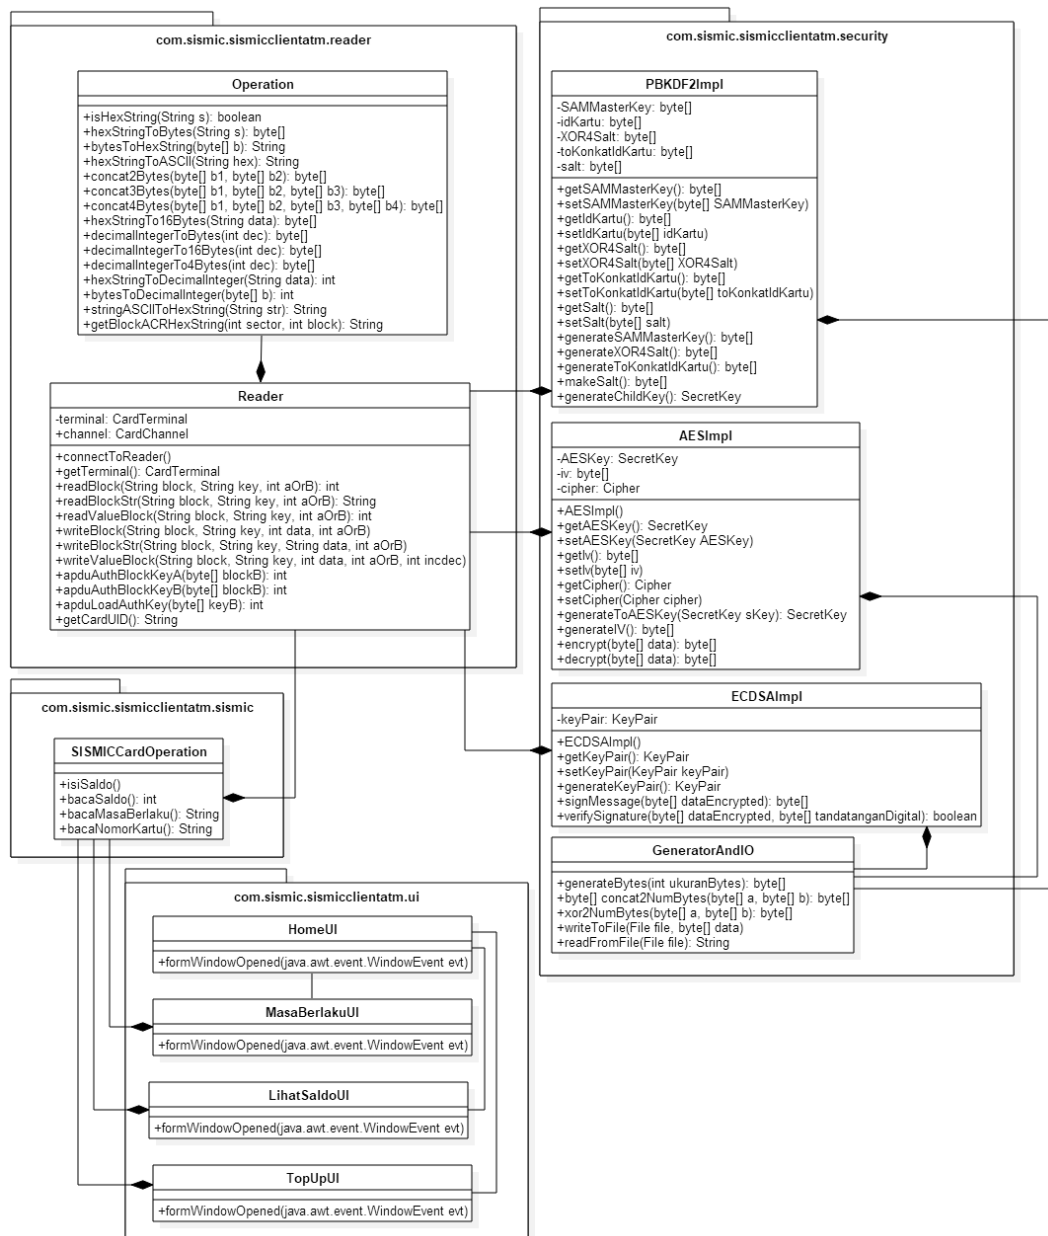 com.sismic.sismicclientatm.reader
Operation
+isHexString(String s): boolean
+hexStringToBytes(String s): byte[]
+bytesToHexString(byte[] b): String
+hexStringToASCII(String hex): String
+concat2Bytes(byte[] b1, byte[] b2): byte[]
+concat3Bytes(byte[] b1, byte[] b2, byte[] b3): byte[]
+concat4Bytes(byte[] b1, byte[] b2, byte[] b3, byte[] b4): byte[]
+hexStringTo16Bytes(String data): byte[]
+decimalIntegerToBytes(int dec): byte[]
+decimalIntegerTo16Bytes(int dec): byte[]
+decimalIntegerTo4Bytes(int dec): byte[]
+hexStringToDecimalInteger(String data): int
+bytesToDecimalInteger(byte[] b): int
+stringASCIIToHexString(String str): String
+getBlockACRHexString(int sector, int block): String
Reader
-terminal: CardTerminal
+channel: CardChannel
+connectToReader()
+getTerminal(): CardTerminal
+readBlock(String block, String key, int aOrB): int
+readBlockStr(String block, String key, int aOrB): String
+readValueBlock(String block, String key, int aOrB): int
+writeBlock(String block, String key, int data, int aOrB)
+writeBlockStr(String block, String key, String data, int aOrB)
+writeValueBlock(String block, String key, int data, int aOrB, int incdec)
+apduAuthBlockKeyA(byte[] blockB): int
+apduAuthBlockKeyB(byte[] blockB): int
+apduLoadAuthKey(byte[] keyB): int
+getCardUID(): String
com.sismic.sismicclientatm.security
PBKDF2Impl
-SAMMasterKey: byte[]
-idKartu: byte[]
-XOR4Salt: byte[]
-toKonkatIdKartu: byte[]
-salt: byte[]
+getSAMMasterKey(): byte[]
+setSAMMasterKey(byte[] SAMMasterKey)
+getIdKartu(): byte[]
+setIdKartu(byte[] idKartu)
+getXOR4Salt(): byte[]
+setXOR4Salt(byte[] XOR4Salt)
+getToKonkatIdKartu(): byte[]
+setToKonkatIdKartu(byte[] toKonkatIdKartu)
+getSalt(): byte[]
+setSalt(byte[] salt)
+generateSAMMasterKey(): byte[]
+generateXOR4Salt(): byte[]
+generateToKonkatIdKartu(): byte[]
+makeSalt(): byte[]
+generateChildKey(): SecretKey
AESImpl
-AESKey: SecretKey
-iv: byte[]
-cipher: Cipher
+AESImpl()
+getAESKey(): SecretKey
+setAESKey(SecretKey AESKey)
+getIv(): byte[]
+setIv(byte[] iv)
+getCipher(): Cipher
+setCipher(Cipher cipher)
+generateToAESKey(SecretKey sKey): SecretKey
+generateIV(): byte[]
+encrypt(byte[] data): byte[]
+decrypt(byte[] data): byte[]
ECDSAImpl
-keyPair: KeyPair
+ECDSAImpl()
+getKeyPair(): KeyPair
+setKeyPair(KeyPair keyPair)
+generateKeyPair(): KeyPair
+signMessage(byte[] dataEncrypted): byte[]
+verifySignature(byte[] dataEncrypted, byte[] tandatanganDigital): boolean
GeneratorAndIO
+generateBytes(int ukuranBytes): byte[]
+byte[] concat2NumBytes(byte[] a, byte[] b): byte[]
+xor2NumBytes(byte[] a, byte[] b): byte[]
+writeToFile(File file, byte[] data)
+readFromFile(File file): String
com.sismic.sismicclientatm.sismic
SISMICCardOperation
+isiSaldo()
+bacaSaldo(): int
+bacaMasaBerlaku(): String
+bacaNomorKartu(): String
com.sismic.sismicclientatm.ui
HomeUI
+formWindowOpened(java.awt.event.WindowEvent evt)
MasaBerlakuUI
+formWindowOpened(java.awt.event.WindowEvent evt)
LihatSaldoUI
+formWindowOpened(java.awt.event.WindowEvent evt)
TopUpUI
+formWindowOpened(java.awt.event.WindowEvent evt)